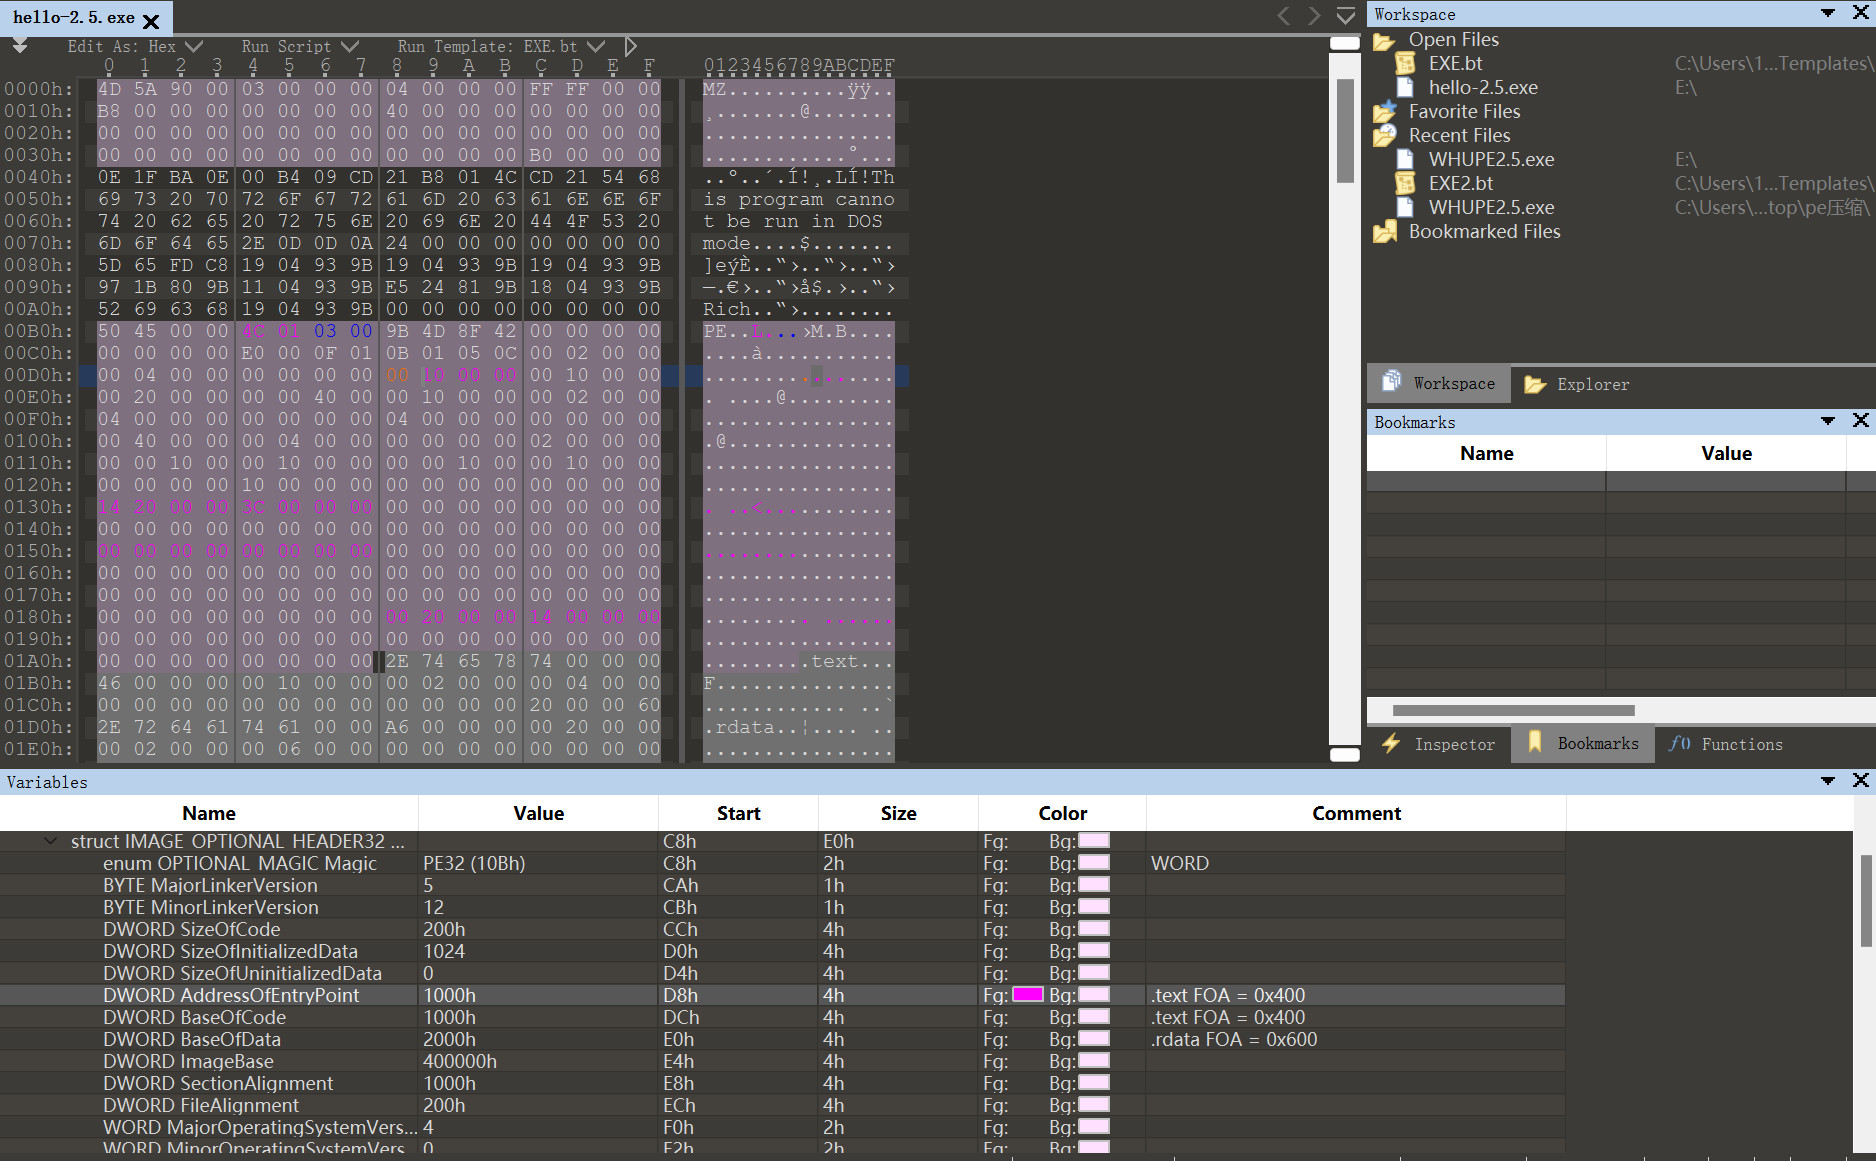 hello-2.5.exe
Edit As: Hex Run Script Run Template: EXE.bt
0 1 2 3 4 5 6 7 8 9 A B C D E F 0123456789ABCDEF
0000h: 4D 5A 90 00 03 00 00 00 04 00 00 00 FF FF 00 00 MZ..........ÿÿ..
0010h: B8 00 00 00 00 00 00 00 40 00 00 00 00 00 00 00 ¸.......@.......
0020h: 00 00 00 00 00 00 00 00 00 00 00 00 00 00 00 00 ................
0030h: 00 00 00 00 00 00 00 00 00 00 00 00 B0 00 00 00 ............°...
0040h: 0E 1F BA 0E 00 B4 09 CD 21 B8 01 4C CD 21 54 68 ..º..´.Í!¸.LÍ!Th
0050h: 69 73 20 70 72 6F 67 72 61 6D 20 63 61 6E 6E 6F is program canno
0060h: 74 20 62 65 20 72 75 6E 20 69 6E 20 44 4F 53 20 t be run in DOS
0070h: 6D 6F 64 65 2E 0D 0D 0A 24 00 00 00 00 00 00 00 mode....$.......
0080h: 5D 65 FD C8 19 04 93 9B 19 04 93 9B 19 04 93 9B ]eýÈ..“›..“›..“›
0090h: 97 1B 80 9B 11 04 93 9B E5 24 81 9B 18 04 93 9B —.€›..“›å$.›..“›
00A0h: 52 69 63 68 19 04 93 9B 00 00 00 00 00 00 00 00 Rich..“›........
00B0h: 50 45 00 00 4C 01 03 00 9B 4D 8F 42 00 00 00 00 PE..L...›M.B....
00C0h: 00 00 00 00 E0 00 0F 01 0B 01 05 0C 00 02 00 00 ....à...........
00D0h: 00 04 00 00 00 00 00 00 00 10 00 00 00 10 00 00 ................
00E0h: 00 20 00 00 00 00 40 00 00 10 00 00 00 02 00 00 . ....@.........
00F0h: 04 00 00 00 00 00 00 00 04 00 00 00 00 00 00 00 ................
0100h: 00 40 00 00 00 04 00 00 00 00 00 00 02 00 00 00 .@..............
0110h: 00 00 10 00 00 10 00 00 00 00 10 00 00 10 00 00 ................
0120h: 00 00 00 00 10 00 00 00 00 00 00 00 00 00 00 00 ................
0130h: 14 20 00 00 3C 00 00 00 00 00 00 00 00 00 00 00 . ..<...........
0140h: 00 00 00 00 00 00 00 00 00 00 00 00 00 00 00 00 ................
0150h: 00 00 00 00 00 00 00 00 00 00 00 00 00 00 00 00 ................
0160h: 00 00 00 00 00 00 00 00 00 00 00 00 00 00 00 00 ................
0170h: 00 00 00 00 00 00 00 00 00 00 00 00 00 00 00 00 ................
0180h: 00 00 00 00 00 00 00 00 00 20 00 00 14 00 00 00 ......... ......
0190h: 00 00 00 00 00 00 00 00 00 00 00 00 00 00 00 00 ................
01A0h: 00 00 00 00 00 00 00 00 2E 74 65 78 74 00 00 00 .........text...
01B0h: 46 00 00 00 00 10 00 00 00 02 00 00 00 04 00 00 F...............
01C0h: 00 00 00 00 00 00 00 00 00 00 00 00 20 00 00 60 ............ ..`
01D0h: 2E 72 64 61 74 61 00 00 A6 00 00 00 00 20 00 00 .rdata..¦.... ..
01E0h: 00 02 00 00 00 06 00 00 00 00 00 00 00 00 00 00 ................
Workspace
Open Files
EXE.bt C:\Users\1...Templates\
hello-2.5.exe E:\
Favorite Files
Recent Files
WHUPE2.5.exe E:\
EXE2.bt C:\Users\1...Templates\
WHUPE2.5.exe C:\Users\...top\pe压缩\
Bookmarked Files
Workspace Explorer
Bookmarks
Name Value
Inspector Bookmarks Functions
Variables
Name Value Start Size Color Comment
struct IMAGE_OPTIONAL_HEADER32 ... C8h E0h Fg: Bg:
enum OPTIONAL_MAGIC Magic PE32 (10Bh) C8h 2h Fg: Bg: WORD
BYTE MajorLinkerVersion 5 CAh 1h Fg: Bg:
BYTE MinorLinkerVersion 12 CBh 1h Fg: Bg:
DWORD SizeOfCode 200h CCh 4h Fg: Bg:
DWORD SizeOfInitializedData 1024 D0h 4h Fg: Bg:
DWORD SizeOfUninitializedData 0 D4h 4h Fg: Bg:
DWORD AddressOfEntryPoint 1000h D8h 4h Fg: Bg: .text FOA = 0x400
DWORD BaseOfCode 1000h DCh 4h Fg: Bg: .text FOA = 0x400
DWORD BaseOfData 2000h E0h 4h Fg: Bg: .rdata FOA = 0x600
DWORD ImageBase 400000h E4h 4h Fg: Bg:
DWORD SectionAlignment 1000h E8h 4h Fg: Bg:
DWORD FileAlignment 200h ECh 4h Fg: Bg:
WORD MajorOperatingSystemVers... 4 F0h 2h Fg: Bg:
WORD MinorOperatingSystemVers... 0 F2h 2h Fg: Bg: